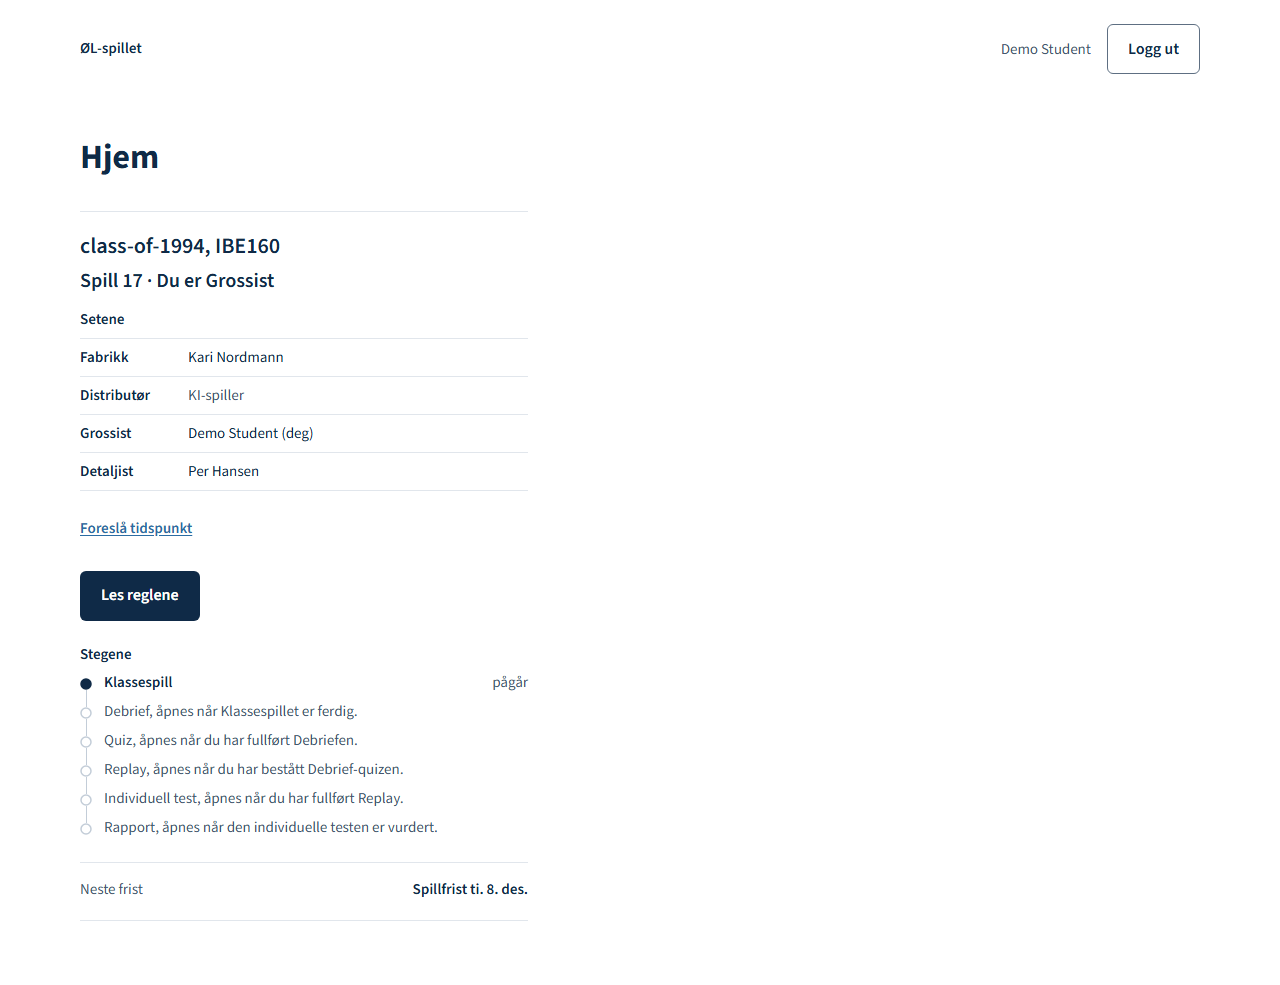 ØL-spillet
Demo Student
Logg ut
Hjem
class-of-1994, IBE160
Spill 17 · Du er Grossist
Setene
Fabrikk Kari Nordmann
Distributør KI-spiller
Grossist Demo Student (deg)
Detaljist Per Hansen
Foreslå tidspunkt
Les reglene
Stegene
Klassespill pågår
Debrief, åpnes når Klassespillet er ferdig.
Quiz, åpnes når du har fullført Debriefen.
Replay, åpnes når du har bestått Debrief-quizen.
Individuell test, åpnes når du har fullført Replay.
Rapport, åpnes når den individuelle testen er vurdert.
Neste frist Spillfrist ti. 8. des.